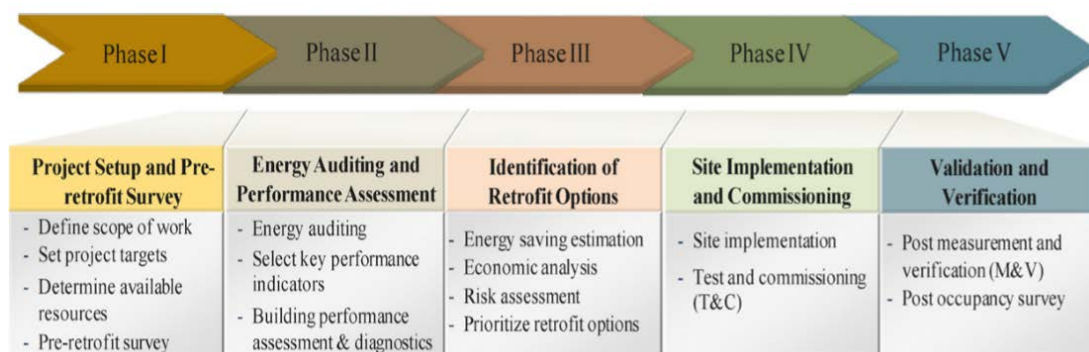 Phase I
Phase II
Phase III
Phase IV
Phase V
Project Setup and Pre-
retrofit Survey
- Define scope of work
- Set project targets
- Determine available
resources
- Pre-retrofit survey
Energy Auditing and
Performance Assessment
- Energy auditing
- Select key performance
indicators
- Building performance
assessment & diagnostics
Identification of
Retrofit Options
- Energy saving estimation
- Economic analysis
- Risk assessment
- Prioritize retrofit options
Site Implementation
and Commissioning
- Site implementation
- Test and commissioning
(T&C)
Validation and
Verification
- Post measurement and
verification (M&V)
- Post occupancy survey